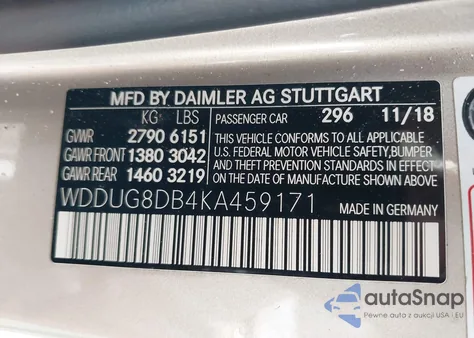 MFD BY DAIMLER AG STUTTGART
KG LBS
PASSENGER CAR 296 11/18
GVWR 2790 6151
GAWR FRONT 1380 3042
GAWR REAR 1460 3219
THIS VEHICLE CONFORMS TO ALL APPLICABLE
U.S. FEDERAL MOTOR VEHICLE SAFETY, BUMPER
AND THEFT PREVENTION STANDARDS IN
EFFECT ON THE DATE OF MANUFACTURE
WDDUG8DB4KA459171
MADE IN GERMANY
autoSnap
Pewne auta z aukcji USA i EU